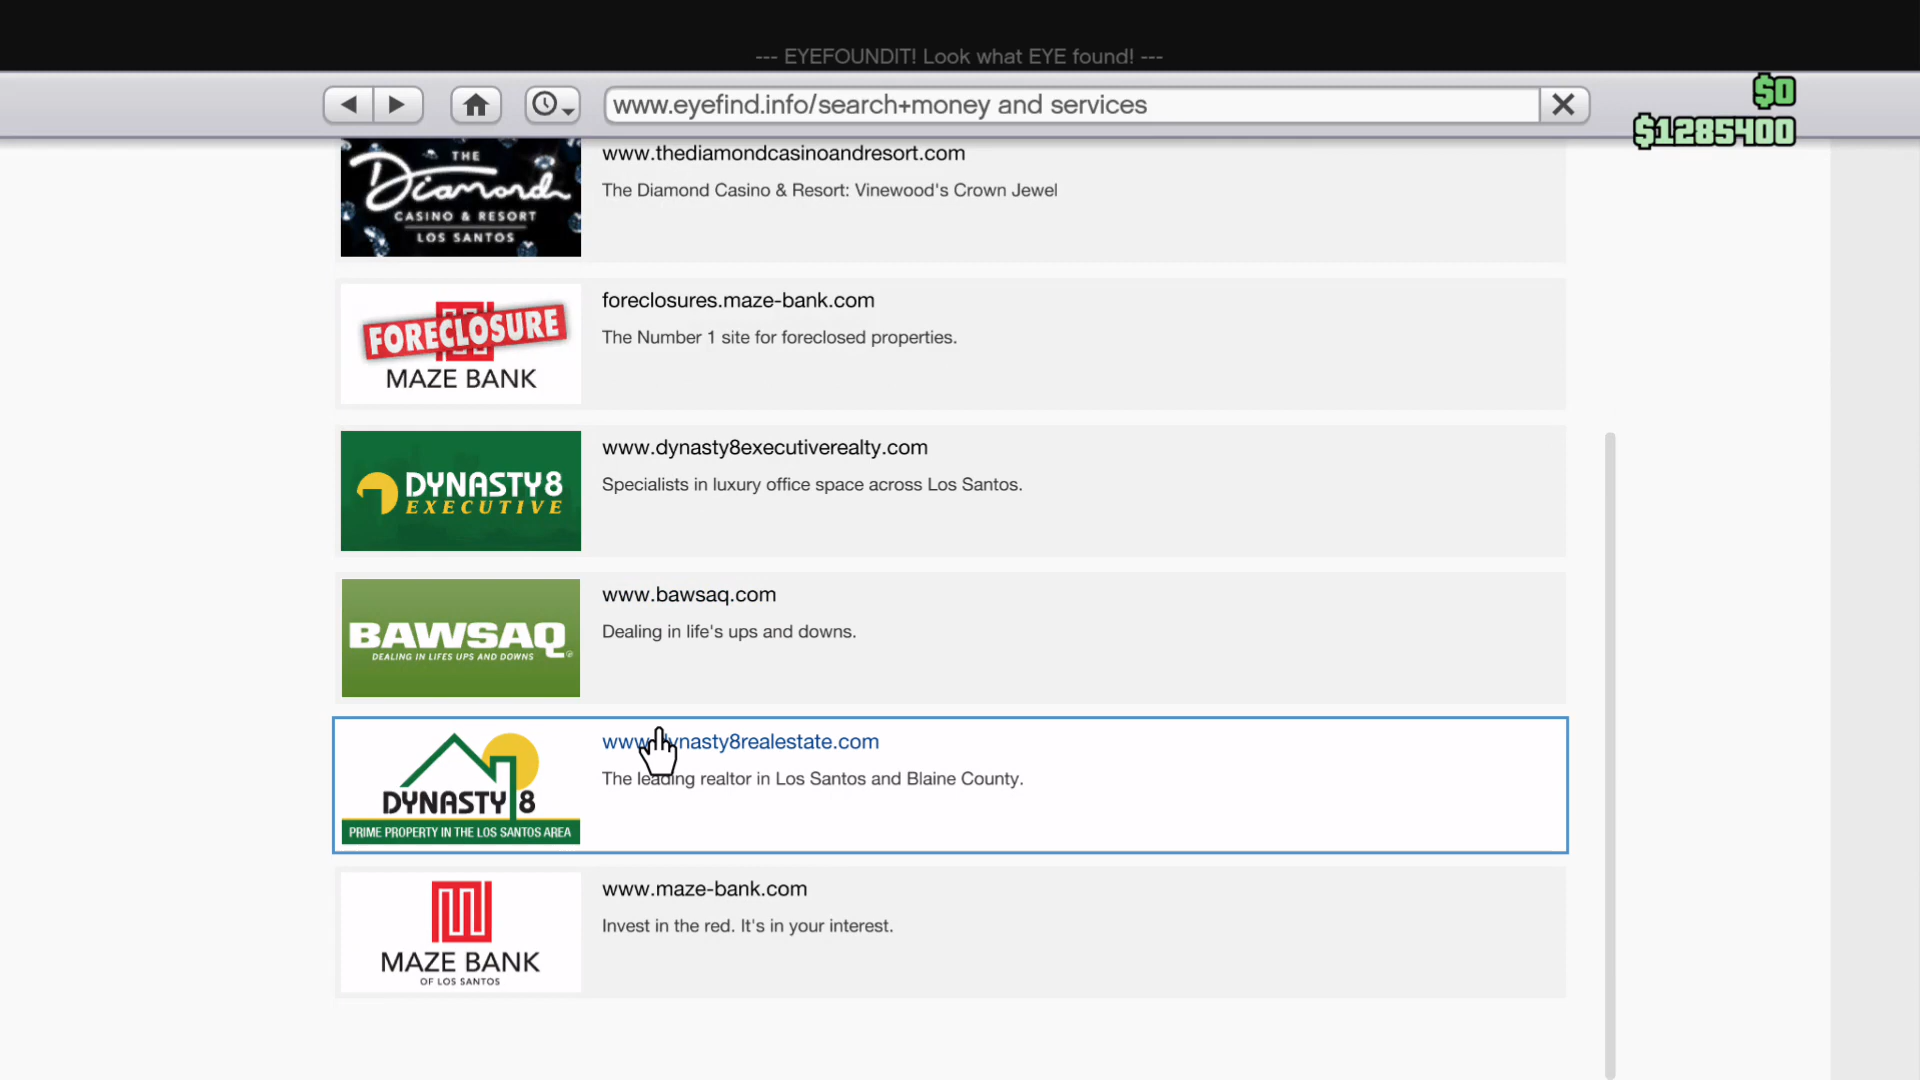 --- EYEFOUNDIT! Look what EYE found! ---
www.eyefind.info/search+money and services
$0
$1285400
THE
Diamond
CASINO & RESORT
LOS SANTOS
www.thediamondcasinoandresort.com
The Diamond Casino & Resort: Vinewood's Crown Jewel
FORECLOSURE
MAZE BANK
foreclosures.maze-bank.com
The Number 1 site for foreclosed properties.
DYNASTY8
EXECUTIVE
www.dynasty8executiverealty.com
Specialists in luxury office space across Los Santos.
BAWSAQ
DEALING IN LIFES UPS AND DOWNS
www.bawsaq.com
Dealing in life's ups and downs.
DYNASTY 8
PRIME PROPERTY IN THE LOS SANTOS AREA
www.dynasty8realestate.com
The leading realtor in Los Santos and Blaine County.
MAZE BANK
OF LOS SANTOS
www.maze-bank.com
Invest in the red. It's in your interest.